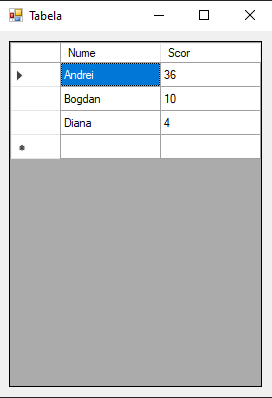 Tabela
Nume Scor
Andrei 36
Bogdan 10
Diana 4